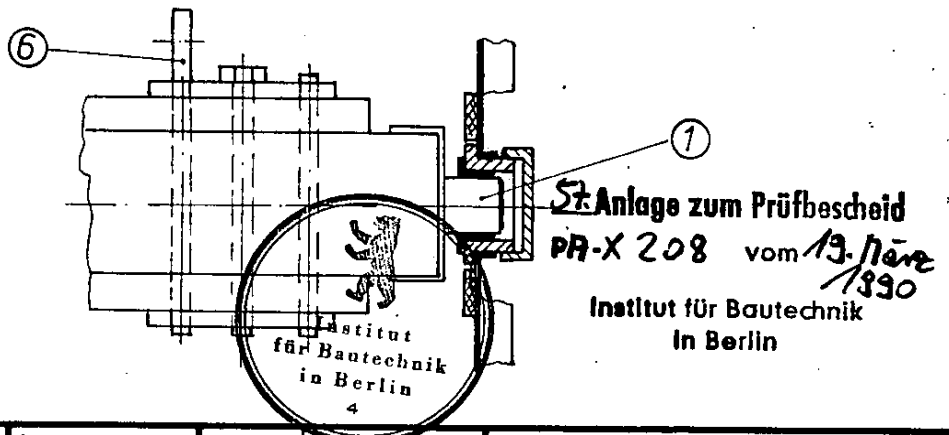 6
1
57. Anlage zum Prüfbescheid
PA-X 208 vom 19. März
1990
Institut für Bautechnik
in Berlin
Institut
für Bautechnik
in Berlin
4